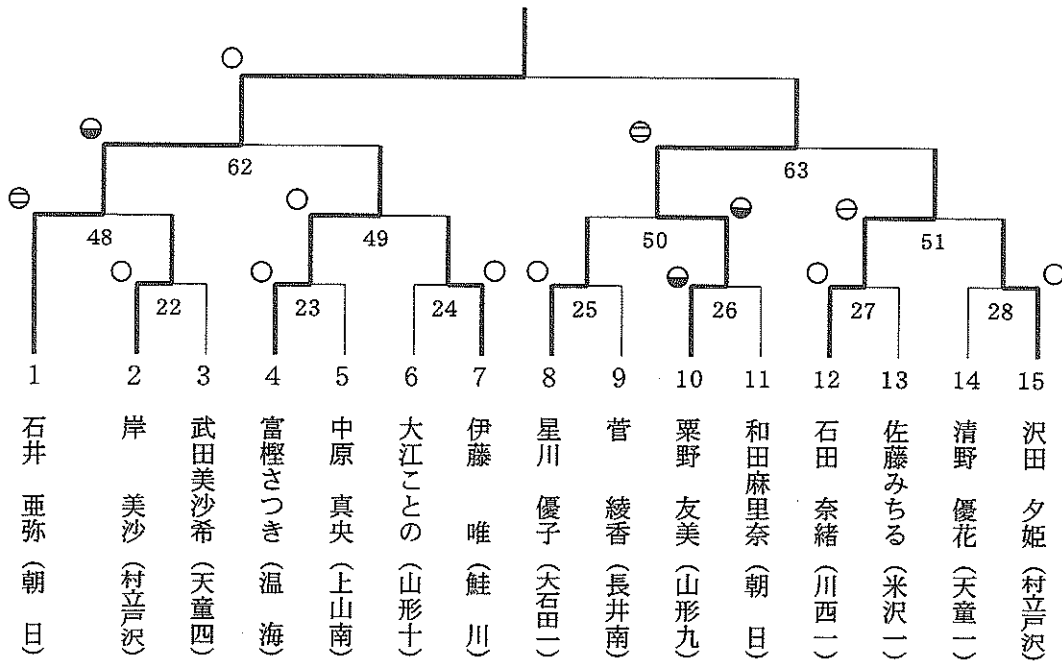 62
63
48
49
50
51
22
23
24
25
26
27
28
1
2
3
4
5
6
7
8
9
10
11
12
13
14
15
石井 亜弥（朝 日）
岸 美沙（村立戸沢）
武田美沙希（天童四）
富樫さつき（温 海）
中原 真央（上山南）
大江ことの（山形十）
伊藤 唯（鮭 川）
星川 優子（大石田一）
菅 綾香（長井南）
粟野 友美（山形九）
和田麻里奈（朝 日）
石田 奈緒（川西一）
佐藤みちる（米沢一）
清野 優花（天童二）
沢田 夕姫（村立戸沢）